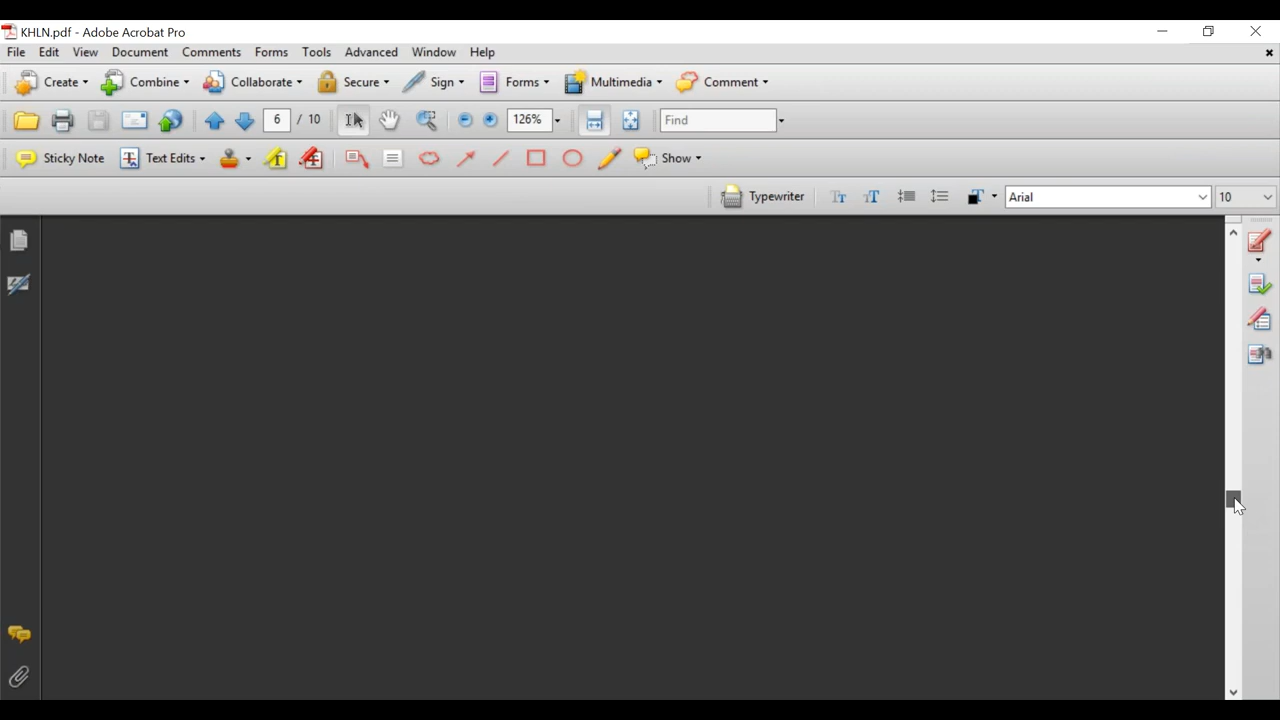 KHLN.pdf - Adobe Acrobat Pro
File Edit View Document Comments Forms Tools Advanced Window Help
Create Combine Collaborate Secure Sign Forms Multimedia Comment
6 / 10 126% Find
Sticky Note Text Edits Show
Typewriter Arial 10